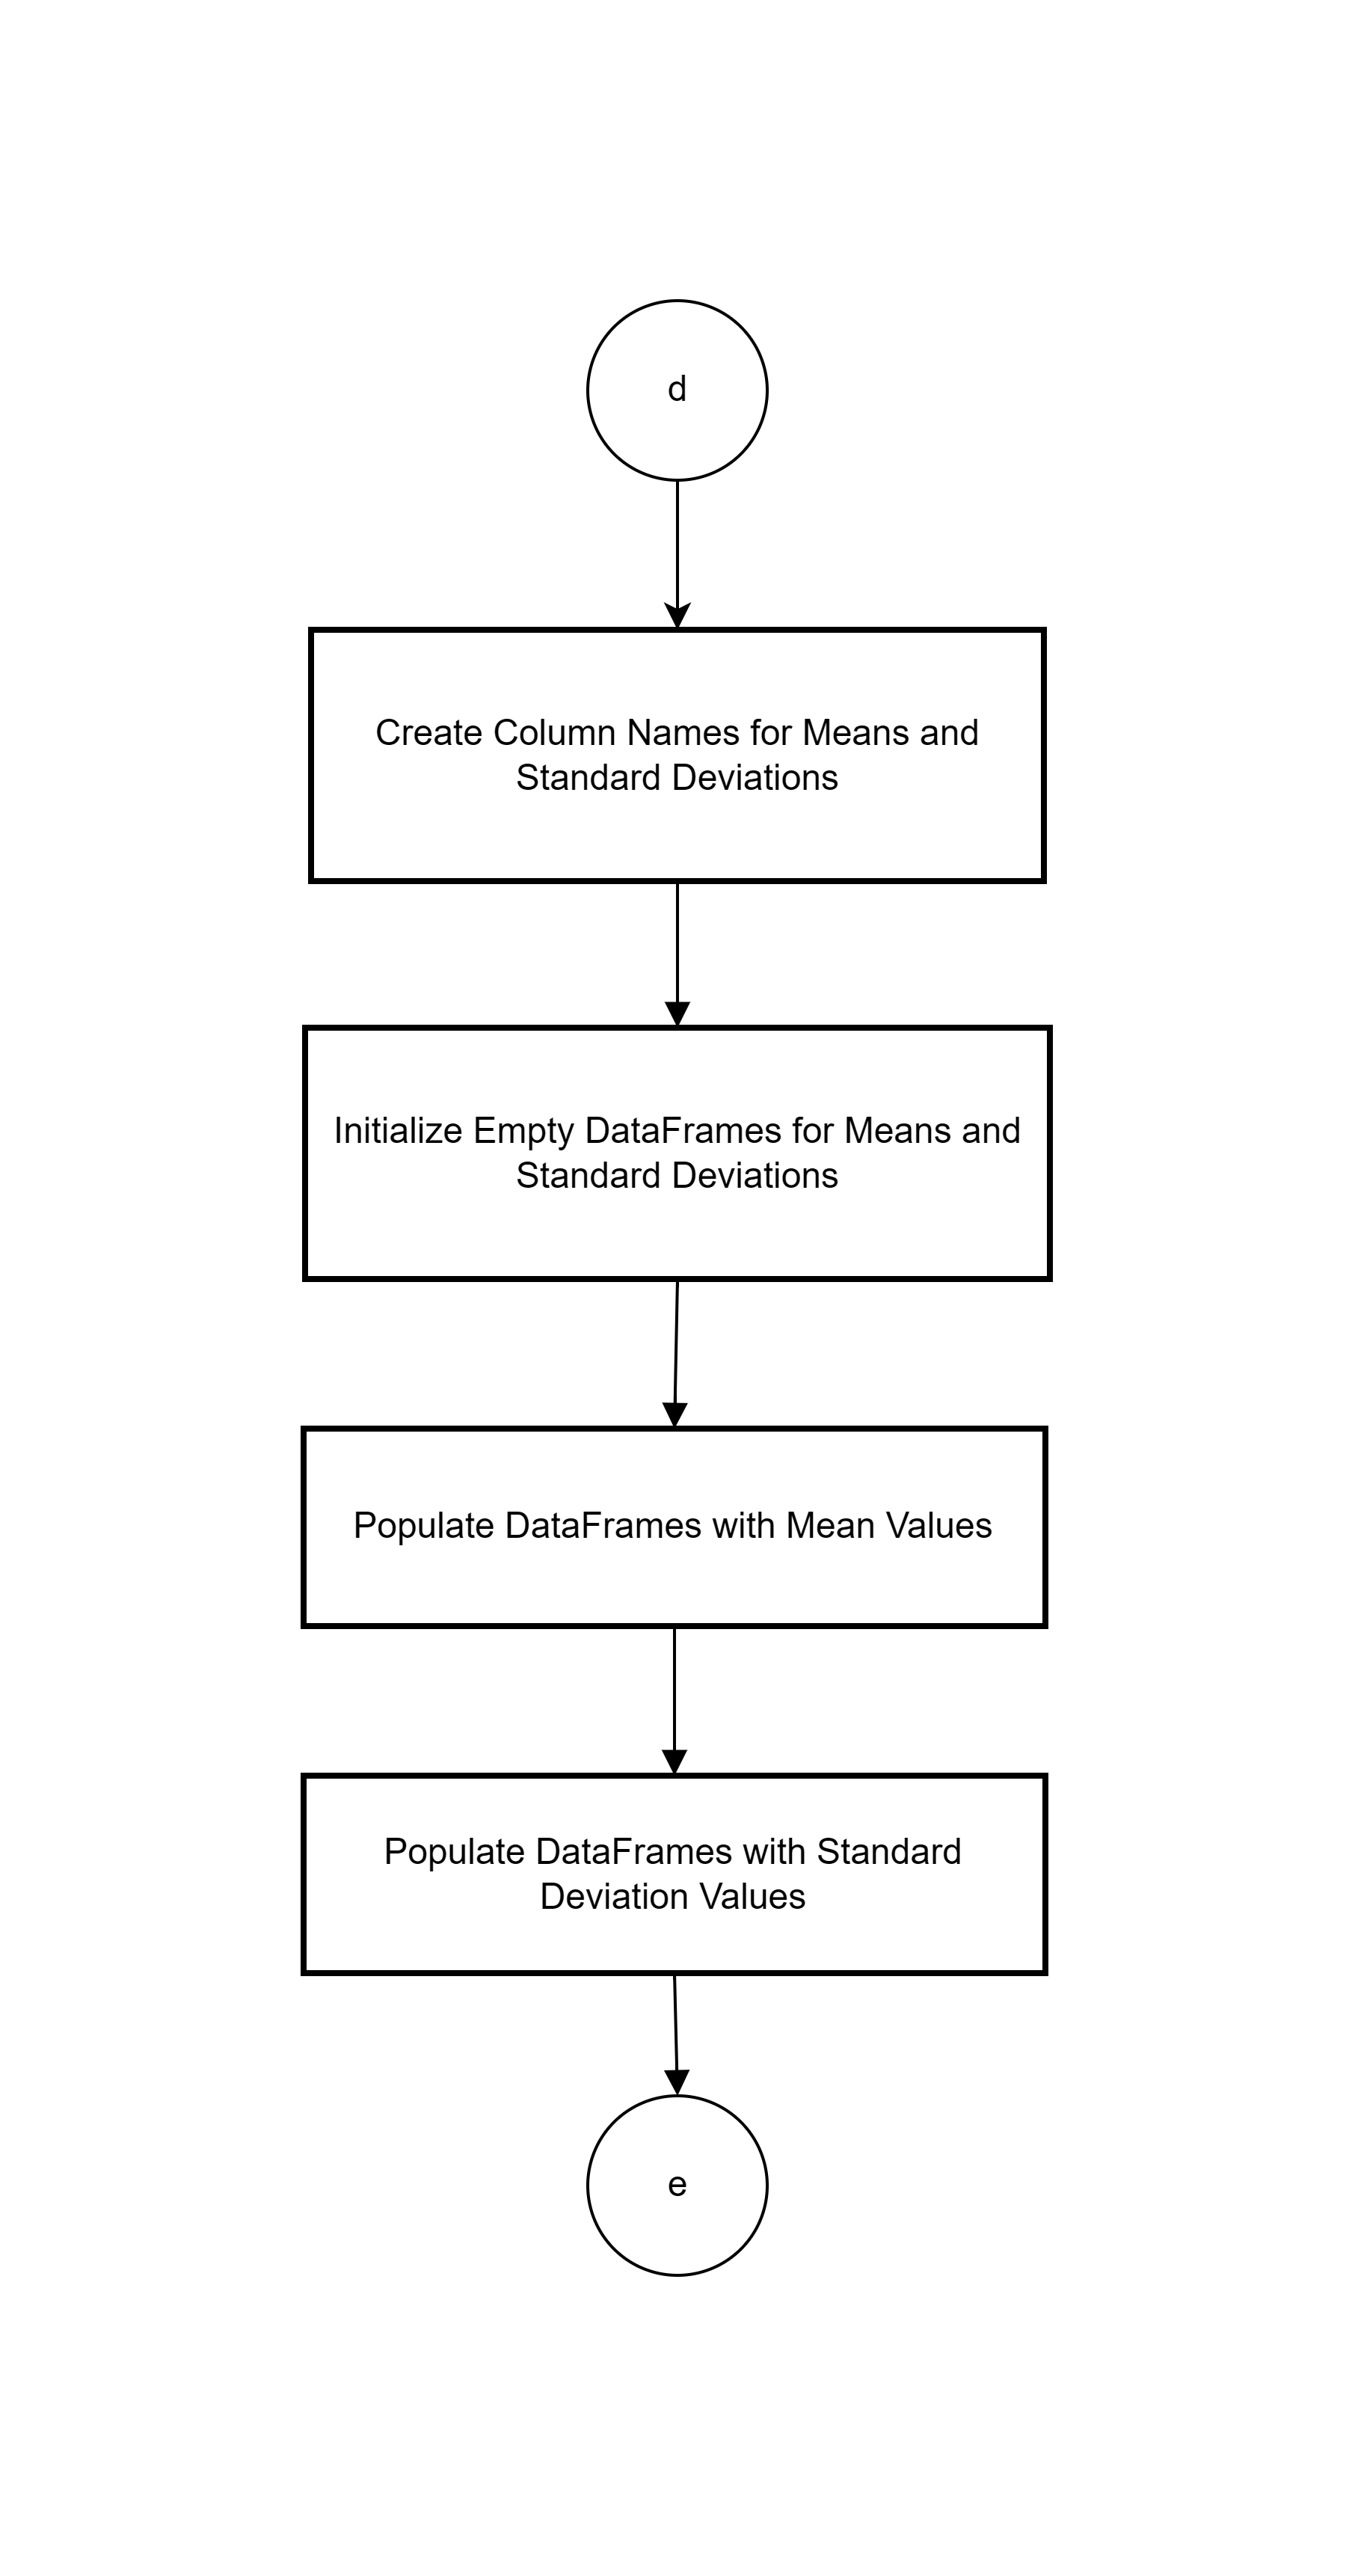 d
Create Column Names for Means and
Standard Deviations
Initialize Empty DataFrames for Means and
Standard Deviations
Populate DataFrames with Mean Values
Populate DataFrames with Standard
Deviation Values
e